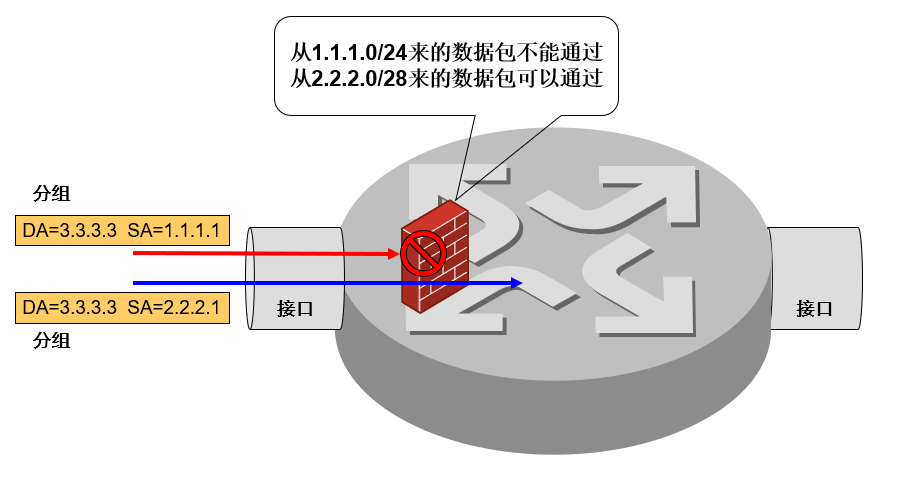 从1.1.1.0/24来的数据包不能通过
从2.2.2.0/28来的数据包可以通过
分组
DA=3.3.3.3 SA=1.1.1.1
DA=3.3.3.3 SA=2.2.2.1
分组
接口
接口